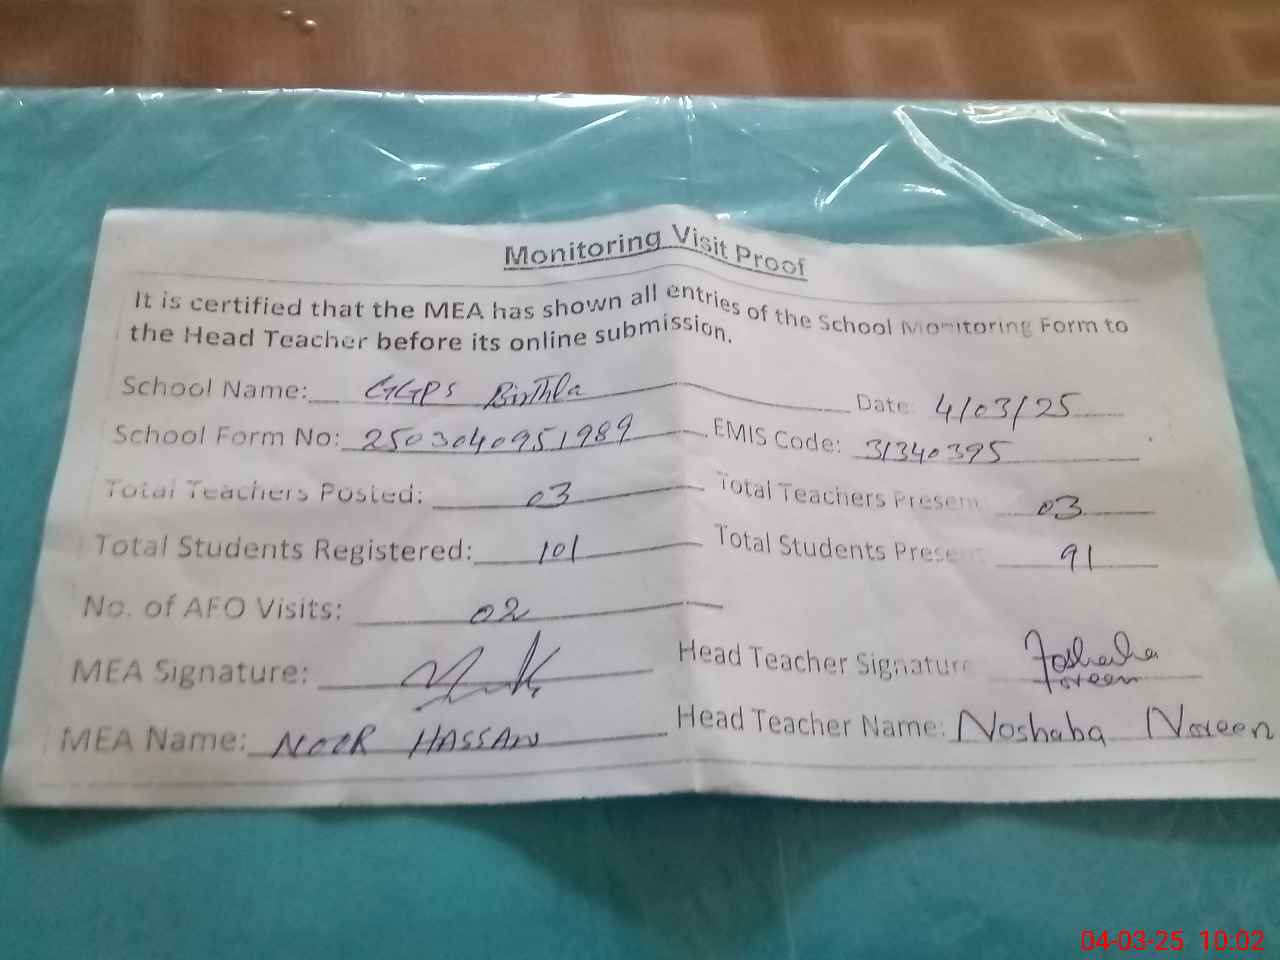 Monitoring Visit Proof
It is certified that the MEA has shown all entries of the School Monitoring Form to
the Head Teacher before its online submission.
School Name: GGPS Birthla Date: 4/03/25
School Form No: 2503040951989 EMIS Code: 31340395
Total Teachers Posted: 03 Total Teachers Present 03
Total Students Registered: 101 Total Students Present 91
No. of AFO Visits: 02
MEA Signature: Head Teacher Signature Noreen
MEA Name: NOOR HASSAN Head Teacher Name: Noshaba Noreen
04-03-25 10:02